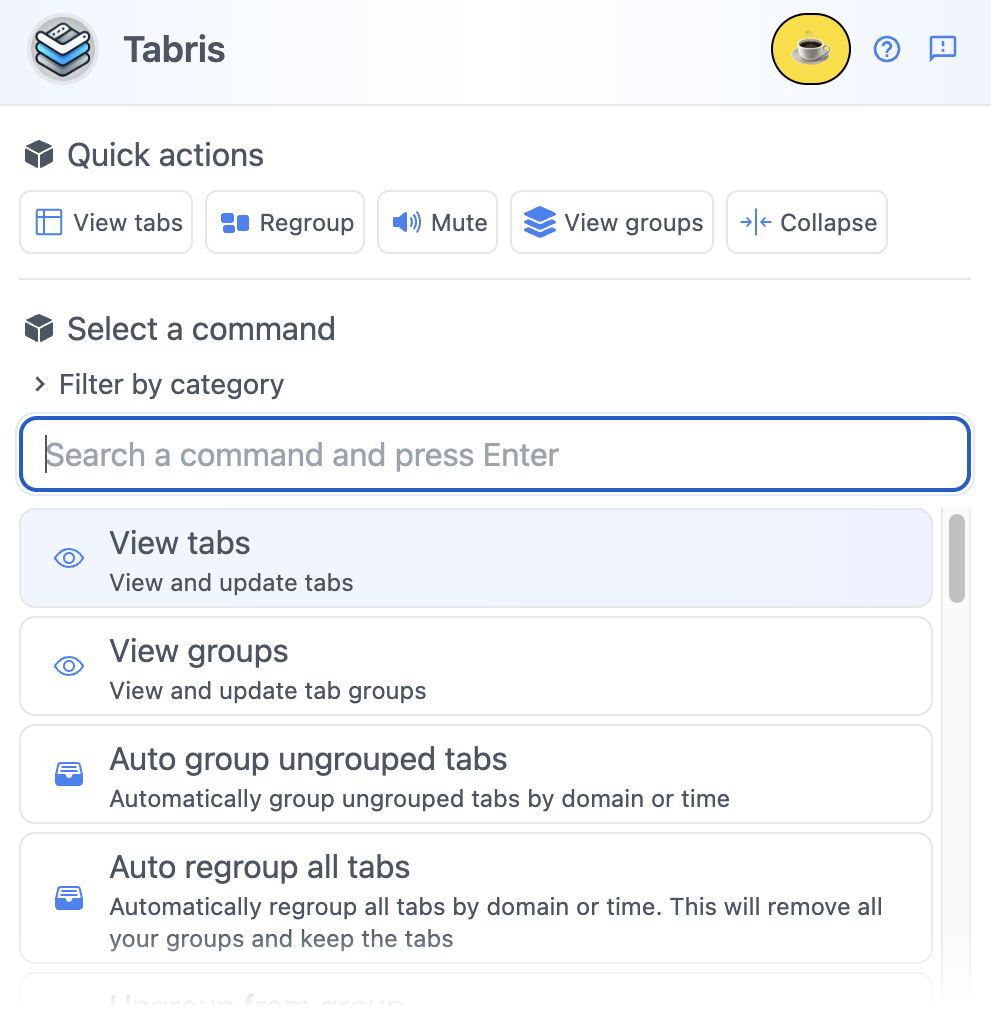 Tabris
Quick actions
View tabs
Regroup
Mute
View groups
Collapse
Select a command
Filter by category
Search a command and press Enter
View tabs
View and update tabs
View groups
View and update tab groups
Auto group ungrouped tabs
Automatically group ungrouped tabs by domain or time
Auto regroup all tabs
Automatically regroup all tabs by domain or time. This will remove all
your groups and keep the tabs
Ungroup from group